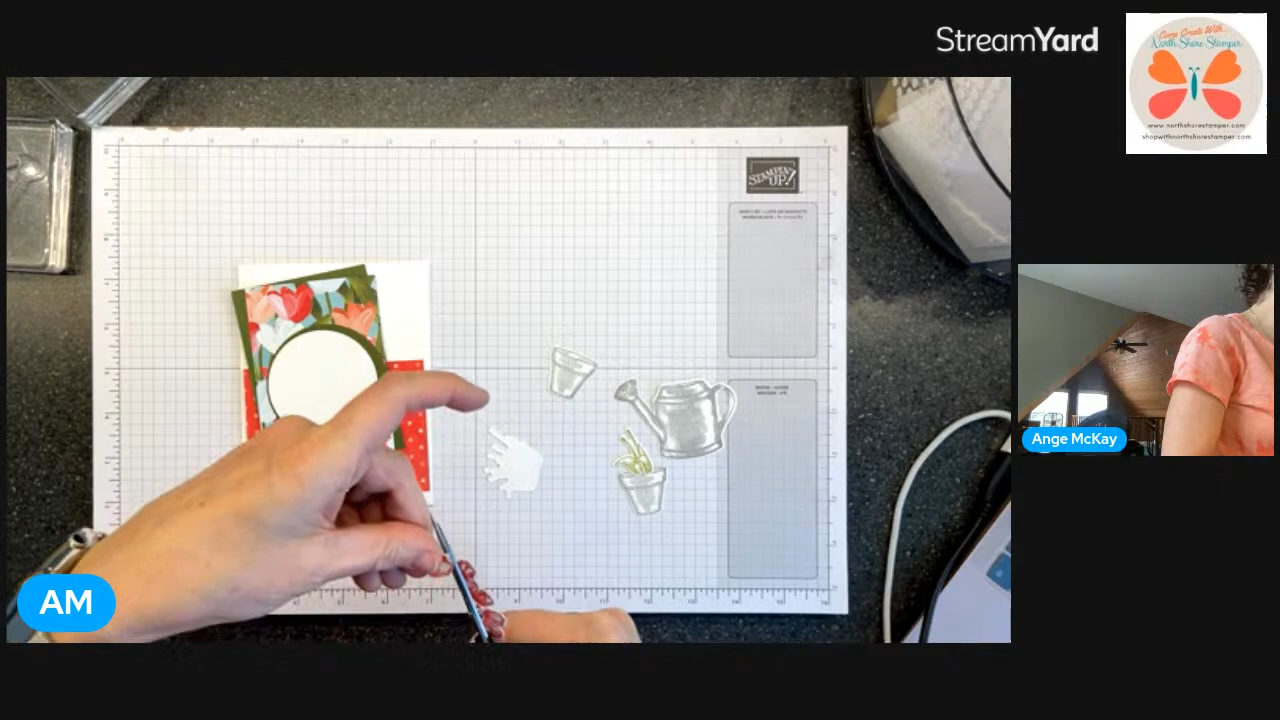 StreamYard
Come Create With...
North Shore Stamper
www.northshorestamper.com
shopwithnorthshorestamper.com
STAMPIN' UP!
Ange McKay
AM